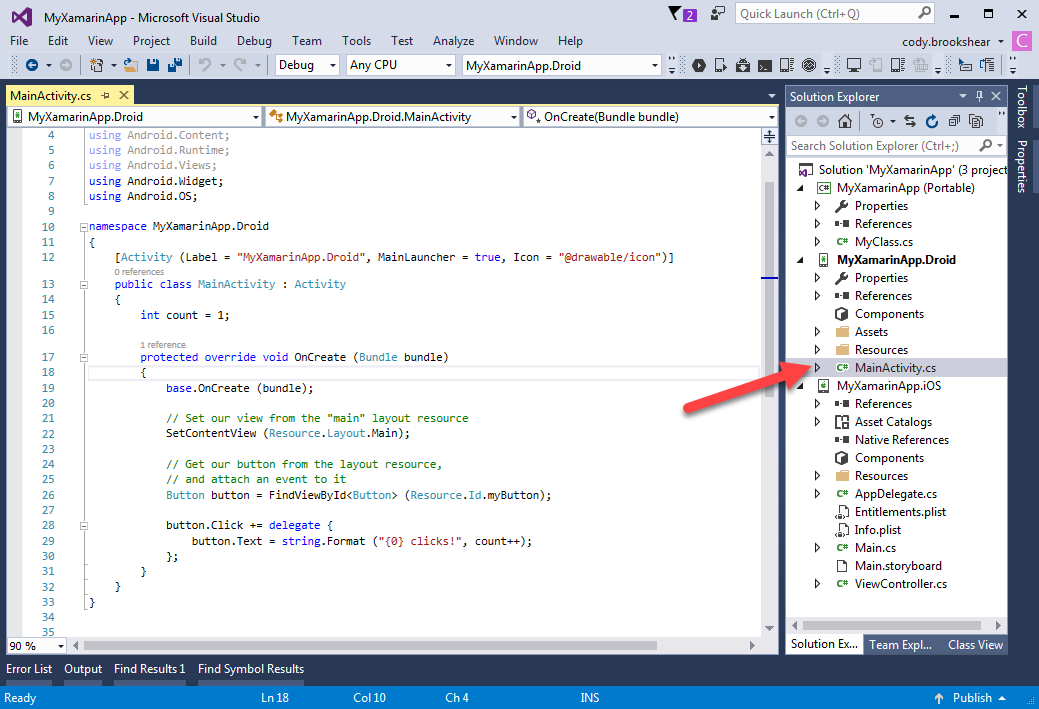 MyXamarinApp - Microsoft Visual Studio
2
Quick Launch (Ctrl+Q)
File Edit View Project Build Debug Team Tools Test Analyze Window Help
cody.brookshear
C
Debug Any CPU MyXamarinApp.Droid
MainActivity.cs
MyXamarinApp.Droid MyXamarinApp.Droid.MainActivity OnCreate(Bundle bundle)
4 using Android.Content;
5 using Android.Runtime;
6 using Android.Views;
7 using Android.Widget;
8 using Android.OS;
9
10 namespace MyXamarinApp.Droid
11 {
12 [Activity (Label = "MyXamarinApp.Droid", MainLauncher = true, Icon = "@drawable/icon")]
0 references
13 public class MainActivity : Activity
14 {
15 int count = 1;
16
1 reference
17 protected override void OnCreate (Bundle bundle)
18 {
19 base.OnCreate (bundle);
20
21 // Set our view from the "main" layout resource
22 SetContentView (Resource.Layout.Main);
23
24 // Get our button from the layout resource,
25 // and attach an event to it
26 Button button = FindViewById<Button> (Resource.Id.myButton);
27
28 button.Click += delegate {
29 button.Text = string.Format ("{0} clicks!", count++);
30 };
31 }
32 }
33 }
34
35
90 %
Solution Explorer
Search Solution Explorer (Ctrl+;)
Solution 'MyXamarinApp' (3 project
C# MyXamarinApp (Portable)
Properties
References
C# MyClass.cs
MyXamarinApp.Droid
Properties
References
Components
Assets
Resources
C# MainActivity.cs
MyXamarinApp.iOS
References
Asset Catalogs
Native References
Components
Resources
C# AppDelegate.cs
Entitlements.plist
Info.plist
C# Main.cs
Main.storyboard
C# ViewController.cs
Solution Ex... Team Expl... Class View
Toolbox
Properties
Error List Output Find Results 1 Find Symbol Results
Ready Ln 18 Col 10 Ch 4 INS Publish